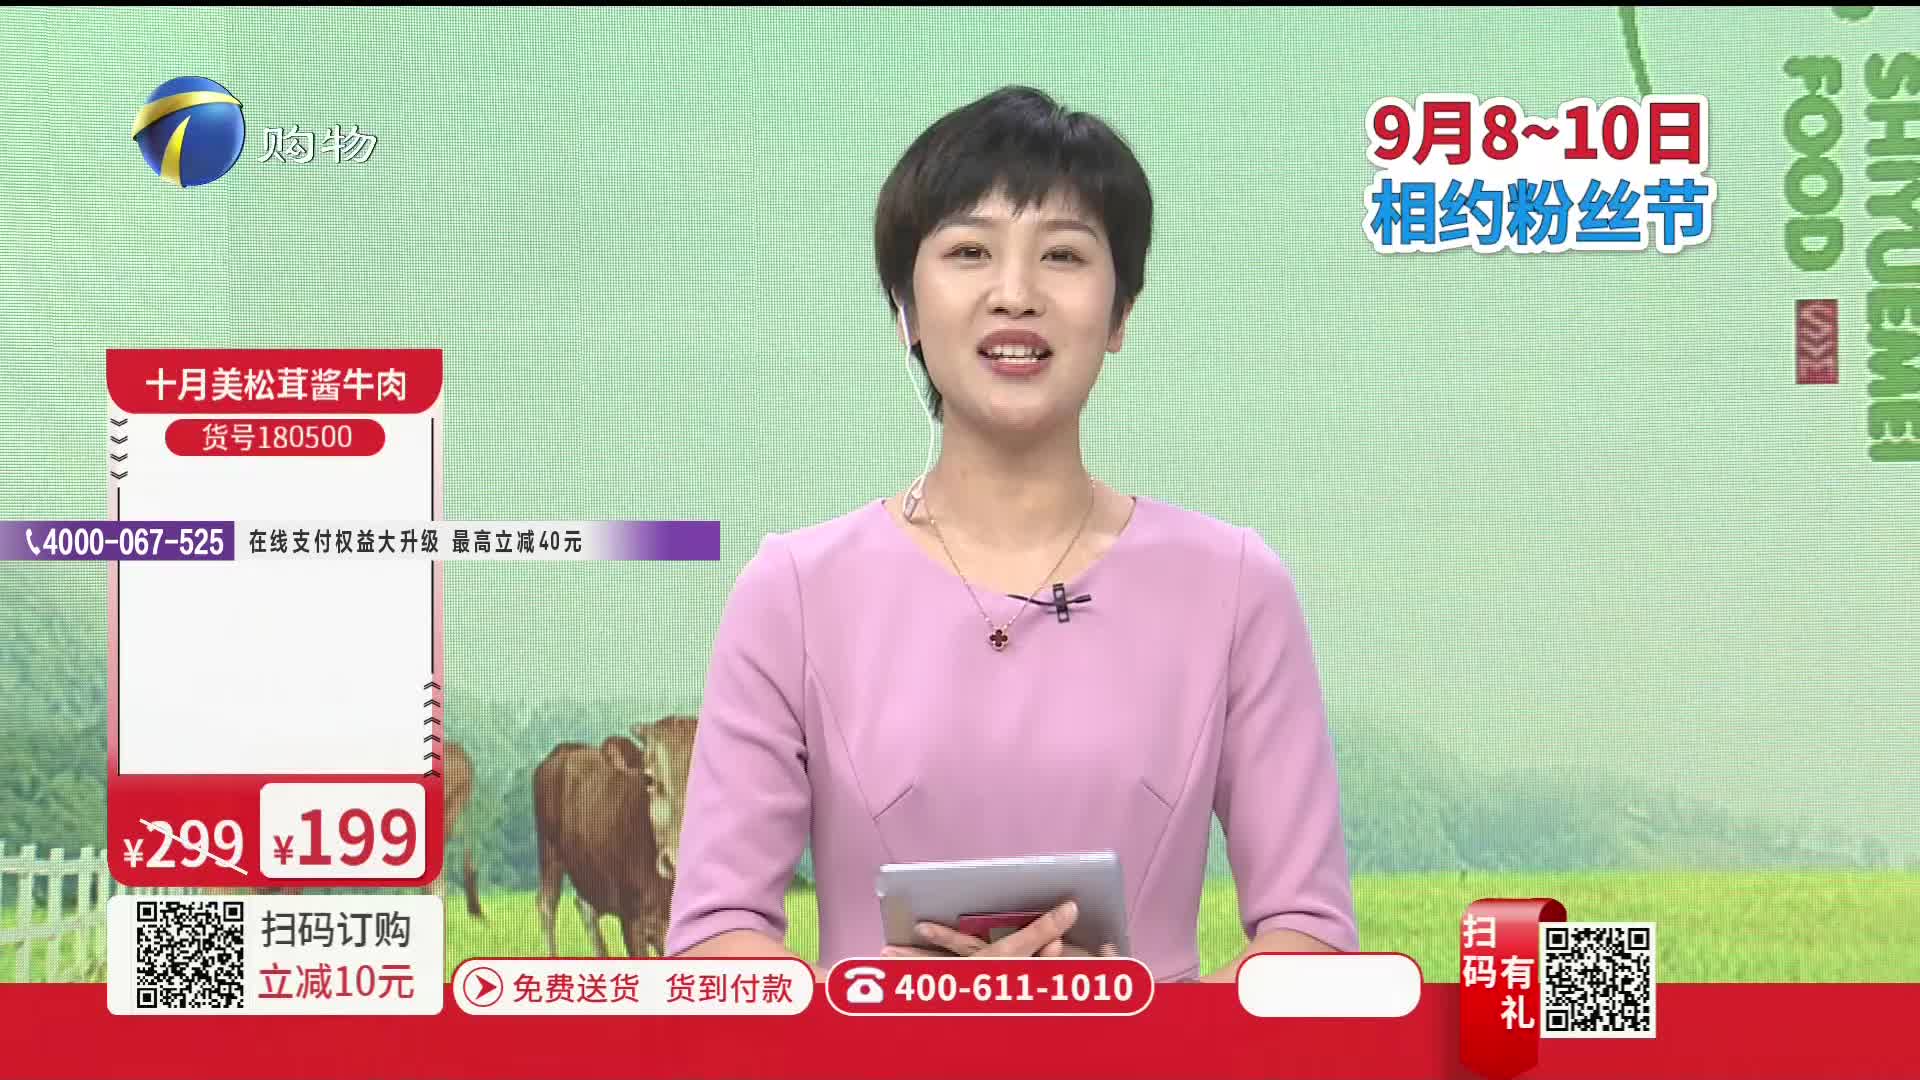 购物
9月8~10日
相约粉丝节
SHIYUEMEI
FOOD
SYM
十月美松茸酱牛肉
货号180500
4000-067-525
在线支付权益大升级 最高立减40元
¥299
¥199
扫码订购
立减10元
免费送货 货到付款
400-611-1010
扫码
有礼